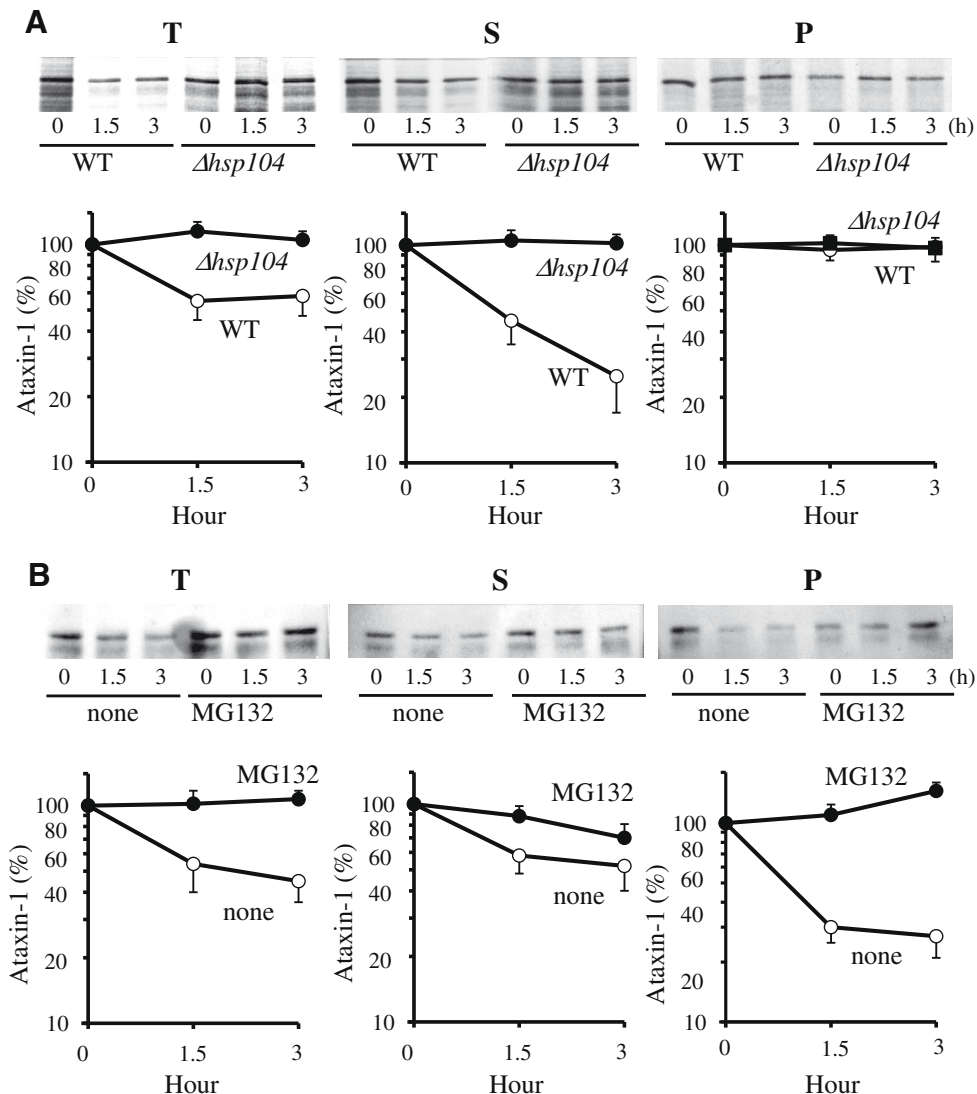 A
T S P
0 1.5 3 0 1.5 3 0 1.5 3 0 1.5 3 0 1.5 3 0 1.5 3 (h)
WT Δhsp104 WT Δhsp104 WT Δhsp104
Ataxin-1 (%)
100
80
60
40
20
10
Δhsp104
WT
0 1.5 3
Hour
Ataxin-1 (%)
100
80
60
40
20
10
Δhsp104
WT
0 1.5 3
Hour
Ataxin-1 (%)
100
80
60
40
20
10
Δhsp104
WT
0 1.5 3
Hour
B
T S P
0 1.5 3 0 1.5 3 0 1.5 3 0 1.5 3 0 1.5 3 0 1.5 3 (h)
none MG132 none MG132 none MG132
Ataxin-1 (%)
100
80
60
40
20
10
MG132
none
0 1.5 3
Hour
Ataxin-1 (%)
100
80
60
40
20
10
MG132
none
0 1.5 3
Hour
Ataxin-1 (%)
100
80
60
40
20
10
MG132
none
0 1.5 3
Hour